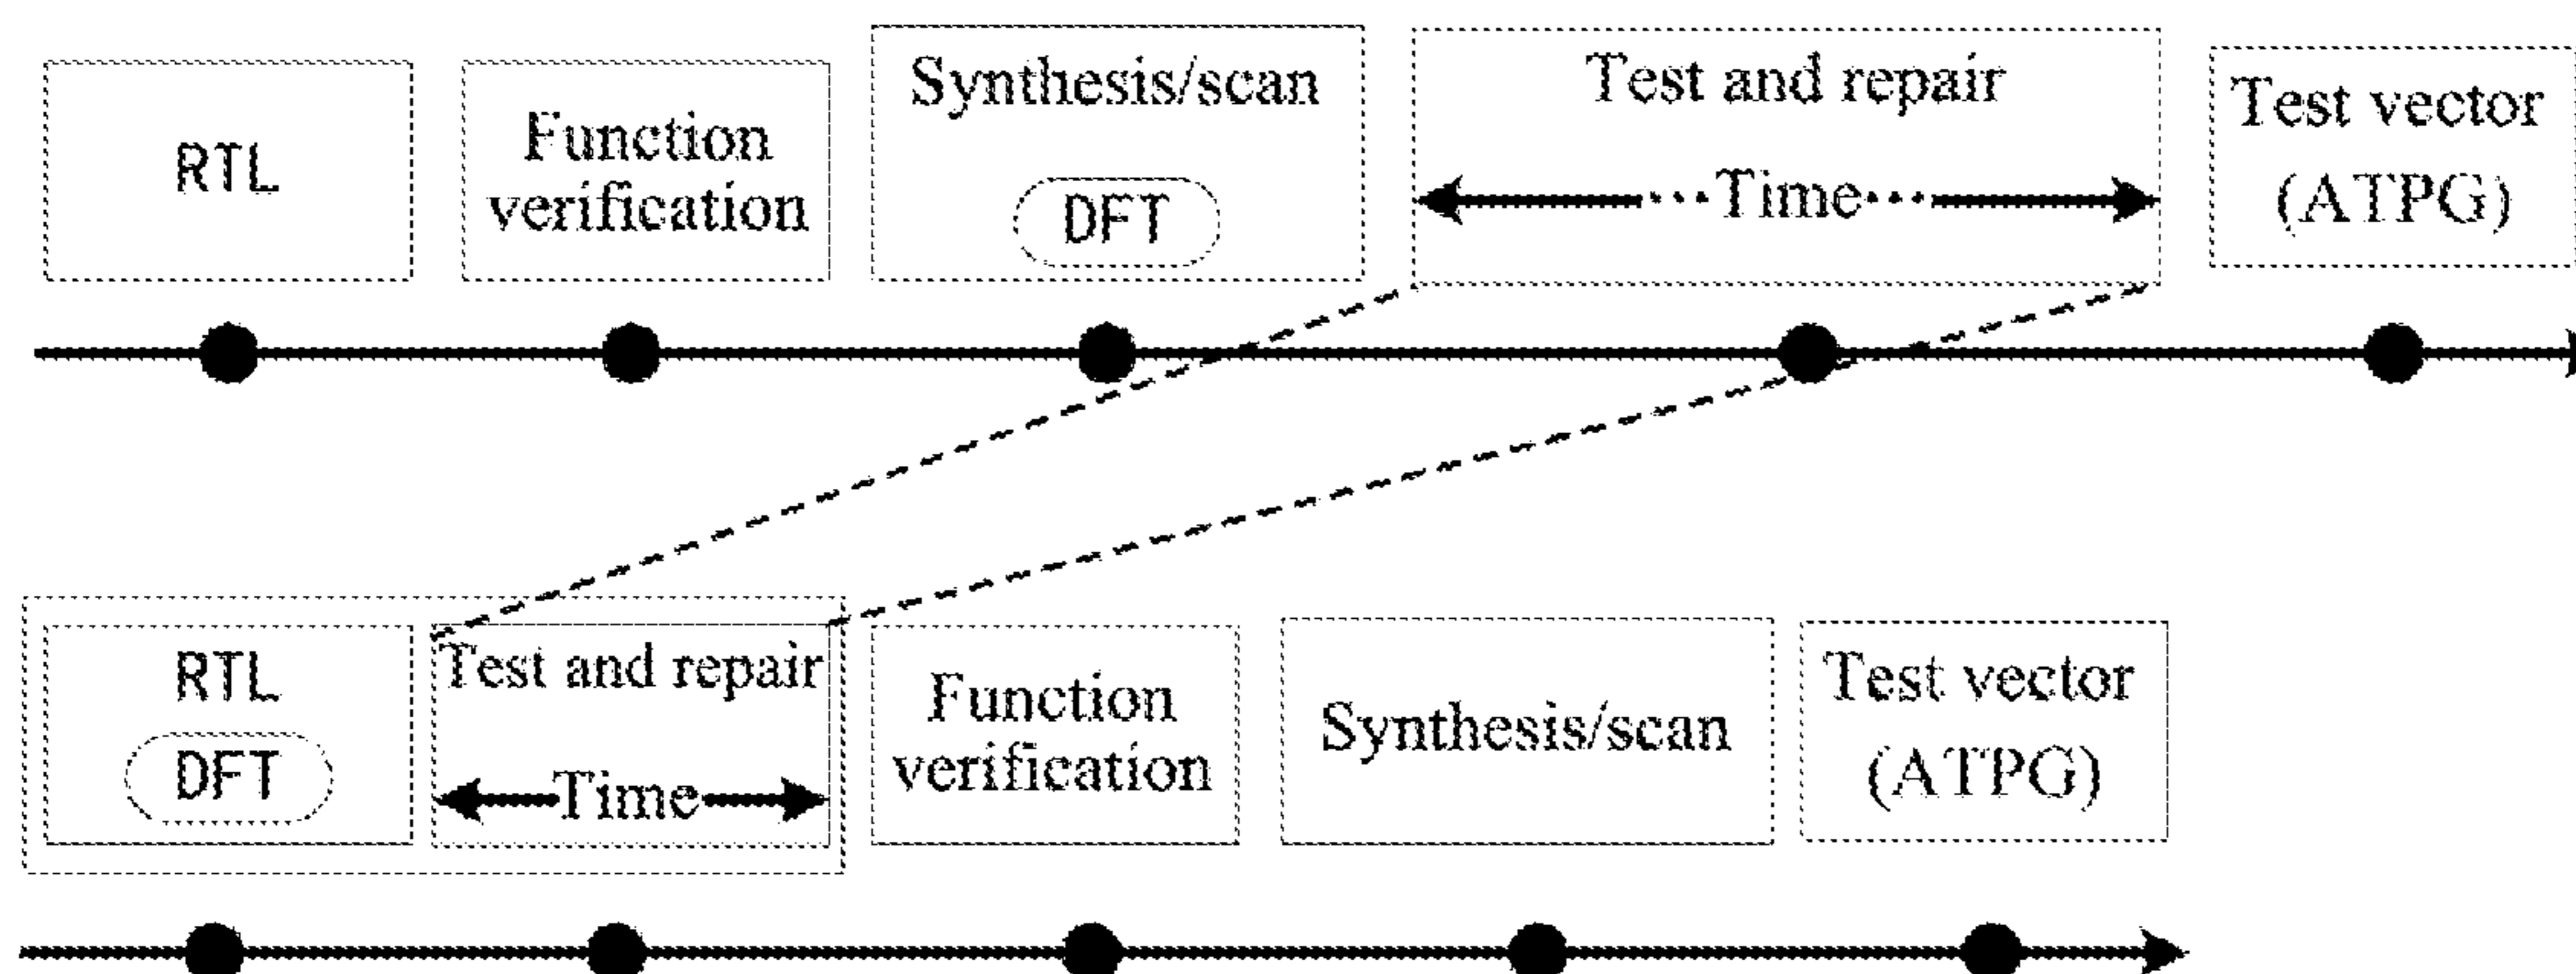 RTL
Function
verification
Synthesis/scan
DFT
Test and repair
···Time···
Test vector
(ATPG)
RTL
DFT
Test and repair
Time
Function
verification
Synthesis/scan
Test vector
(ATPG)